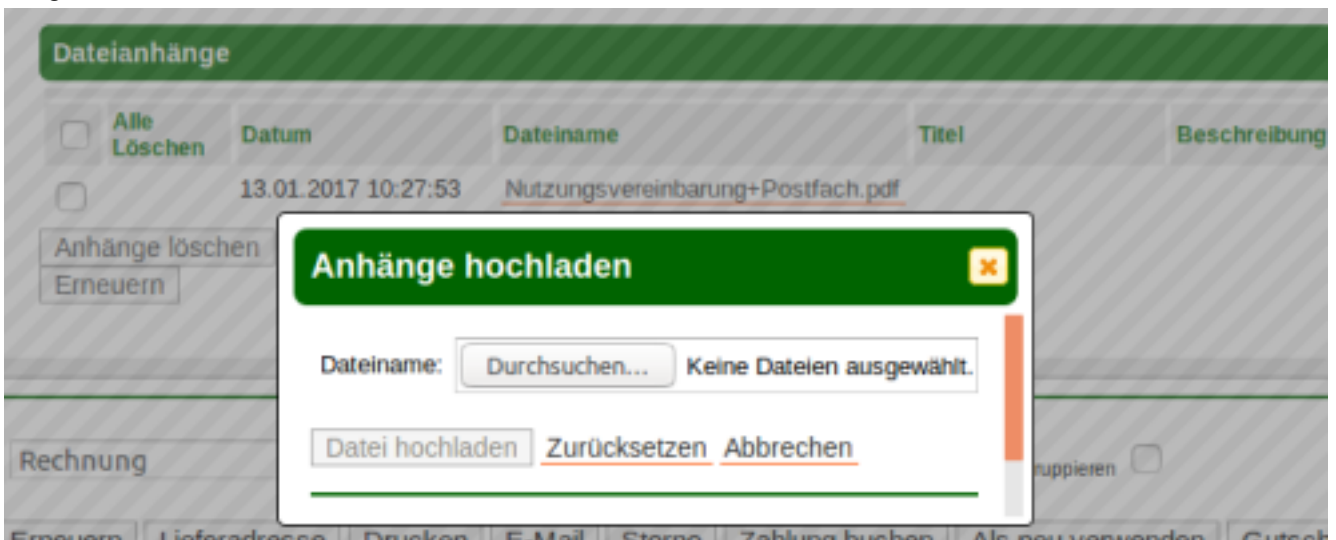 Dateianhänge
Alle Löschen Datum Dateiname Titel Beschreibung
13.01.2017 10:27:53 Nutzungsvereinbarung+Postfach.pdf
Anhänge löschen
Erneuern
Anhänge hochladen
Dateiname: Durchsuchen... Keine Dateien ausgewählt.
Datei hochladen Zurücksetzen Abbrechen
Rechnung
Erneuern Lieferadresse Drucken E-Mail Storno Zahlung buchen Als neu verwenden